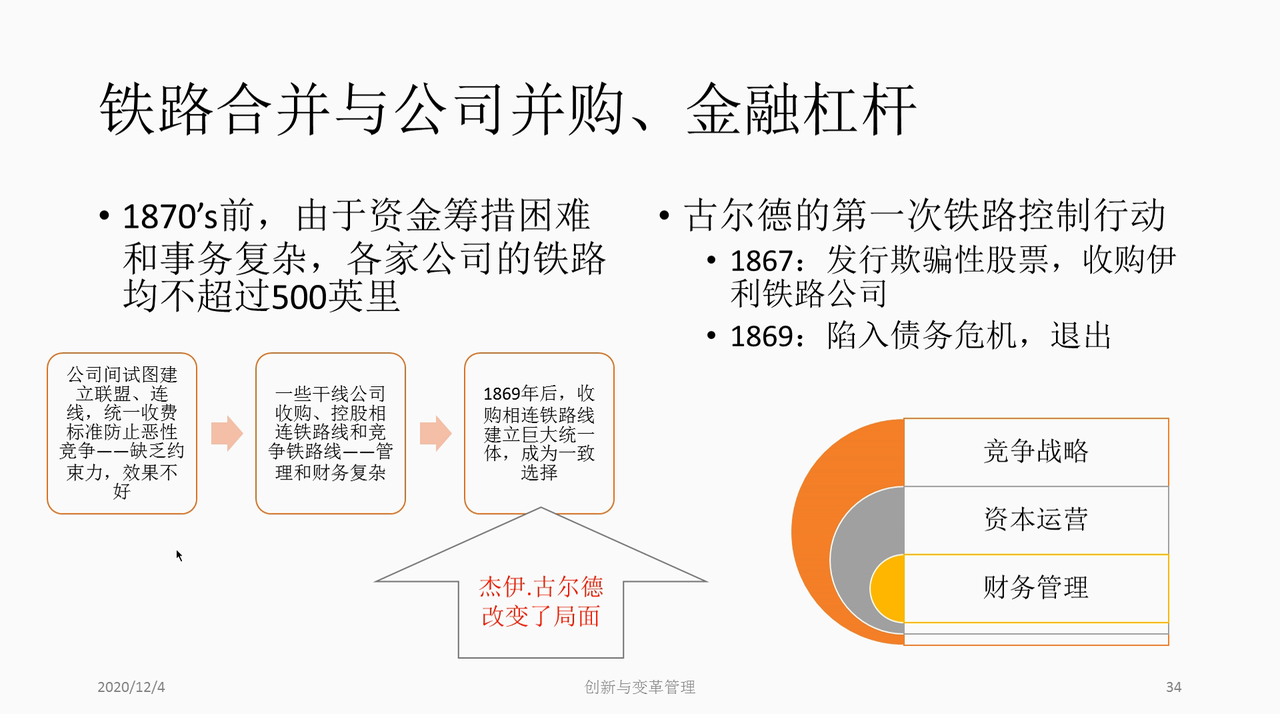 铁路合并与公司并购、金融杠杆
• 1870’s前，由于资金筹措困难
和事务复杂，各家公司的铁路
均不超过500英里
• 古尔德的第一次铁路控制行动
• 1867：发行欺骗性股票，收购伊
利铁路公司
• 1869：陷入债务危机，退出
公司间试图建
立联盟、连
线，统一收费
标准防止恶性
竞争——缺乏约
束力，效果不
好
一些干线公司
收购、控股相
连铁路线和竞
争铁路线——管
理和财务复杂
1869年后，收
购相连铁路线
建立巨大统一
体，成为一致
选择
杰伊.古尔德
改变了局面
竞争战略
资本运营
财务管理
2020/12/4
创新与变革管理
34